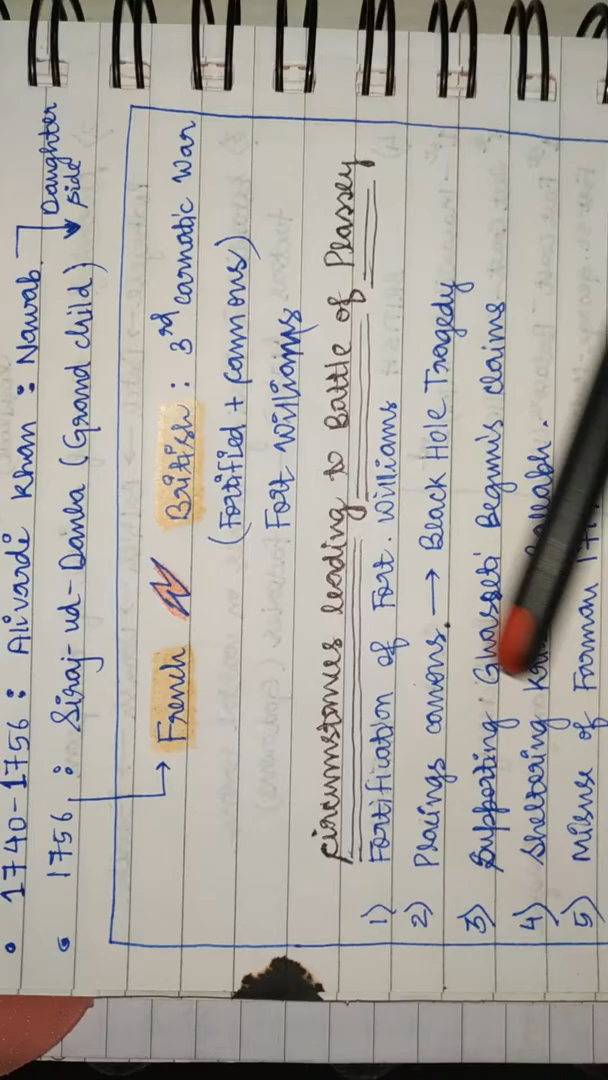 • 1740-1756 : Alivardi Khan : Nawab
Daughter side
• 1756 : Siraj-ud-Daula (Grand child)
→ French British : 3rd carnatic War
(Fortified + cannons)
Fort Williams
circumstances leading to Battle of Plassey
1) Fortification of Fort. Williams
2) Placings canons → Black Hole Tragedy
3) Supporting Ghasseti Begum's claims
4) Sheltering
5) Misuse of Farman